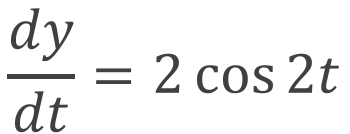 dy/dt = 2 cos 2t